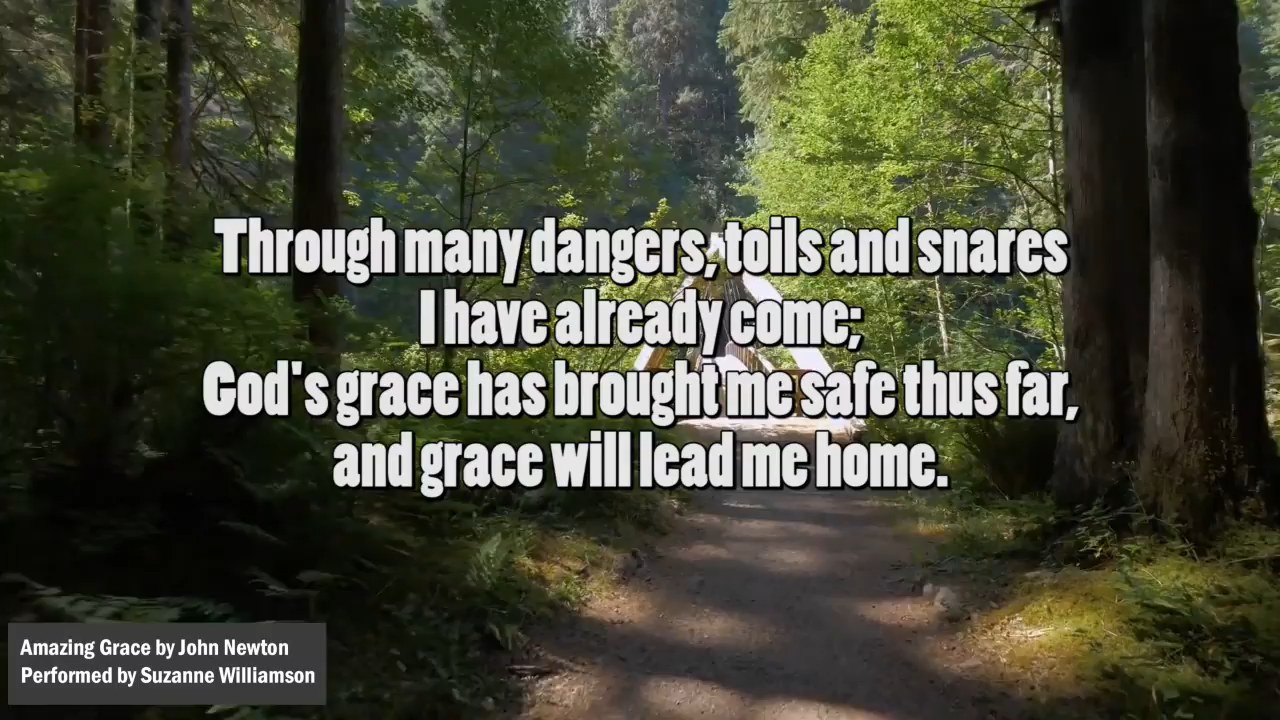 Through many dangers, toils and snares
I have already come;
God's grace has brought me safe thus far,
and grace will lead me home.
Amazing Grace by John Newton
Performed by Suzanne Williamson